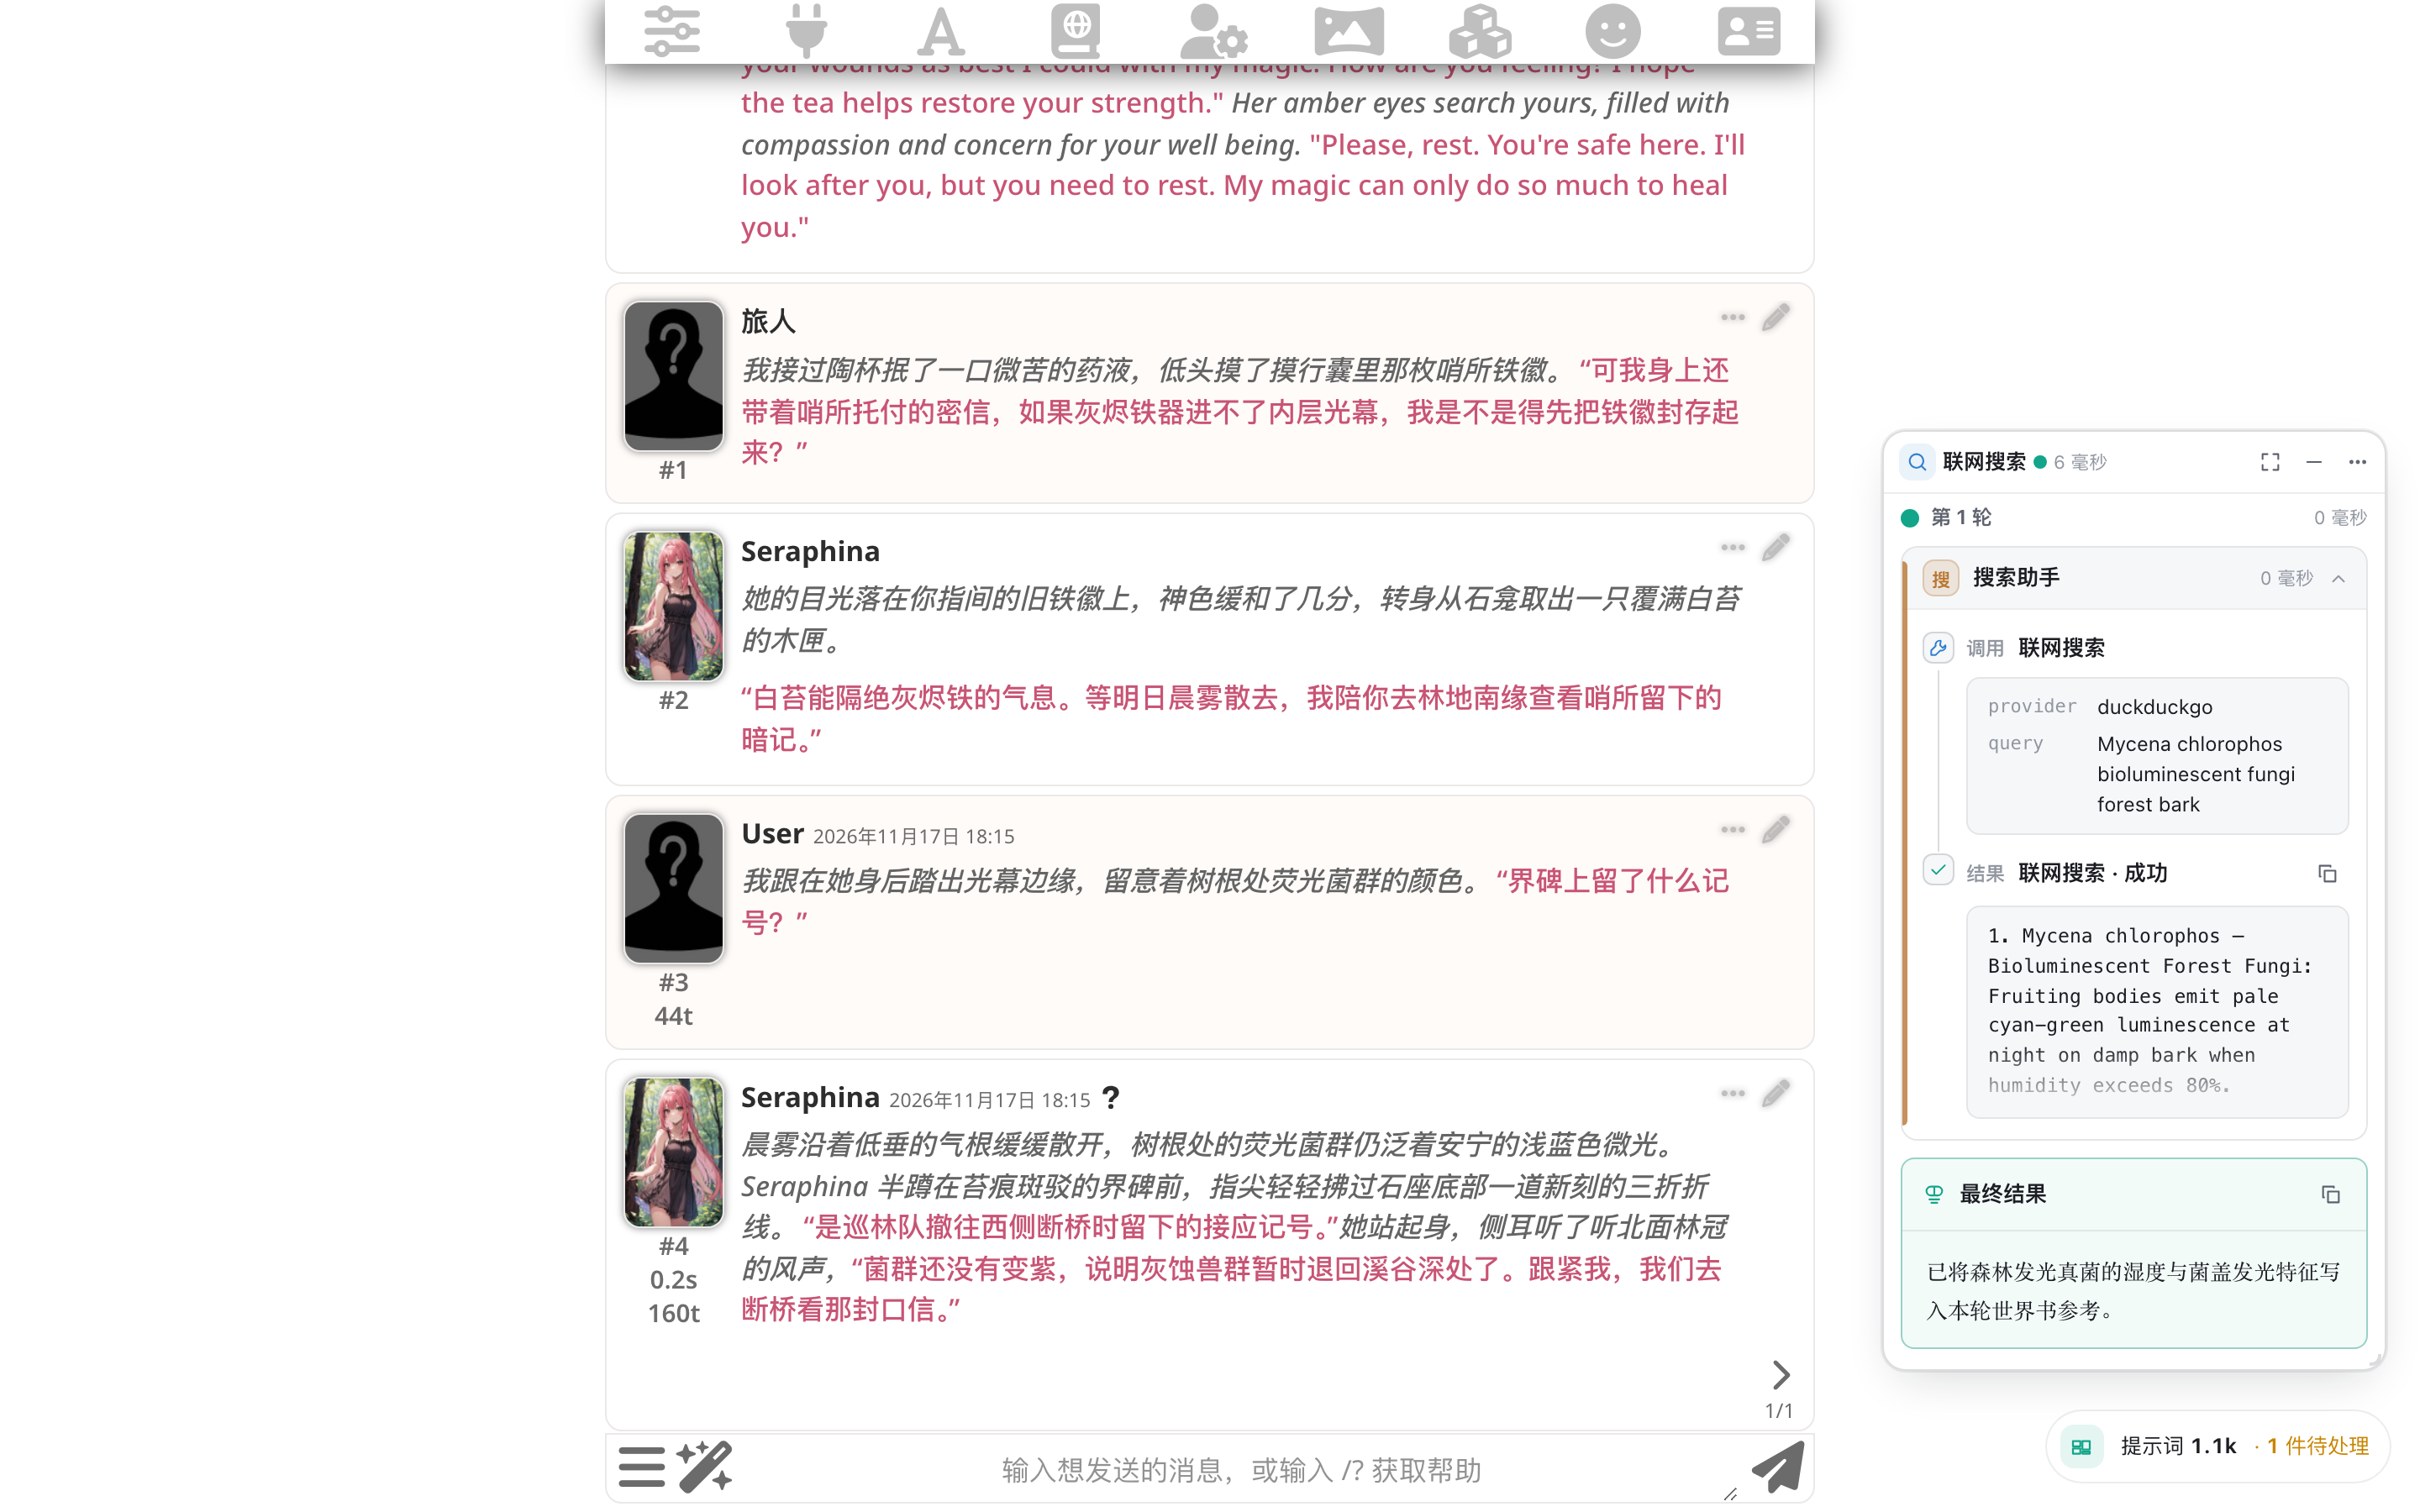 your wounds as best I could with my magic. How are you feeling? I hope
the tea helps restore your strength." Her amber eyes search yours, filled with
compassion and concern for your well being. "Please, rest. You're safe here. I'll
look after you, but you need to rest. My magic can only do so much to heal
you."
旅人
我接过陶杯抿了一口微苦的药液，低头摸了摸行囊里那枚哨所铁徽。“可我身上还
带着哨所托付的密信，如果灰烬铁器进不了内层光幕，我是不是得先把铁徽封存起
来？”
#1
Seraphina
她的目光落在你指间的旧铁徽上，神色缓和了几分，转身从石龛取出一只覆满白苔
的木匣。
“白苔能隔绝灰烬铁的气息。等明日晨雾散去，我陪你去林地南缘查看哨所留下的
暗记。”
#2
User 2026年11月17日 18:15
我跟在她身后踏出光幕边缘，留意着树根处荧光菌群的颜色。“界碑上留了什么记
号？”
#3
44t
Seraphina 2026年11月17日 18:15 ?
晨雾沿着低垂的气根缓缓散开，树根处的荧光菌群仍泛着安宁的浅蓝色微光。
Seraphina 半蹲在苔痕斑驳的界碑前，指尖轻轻拂过石座底部一道新刻的三折折
线。“是巡林队撤往西侧断桥时留下的接应记号。”她站起身，侧耳听了听北面林冠
的风声，“菌群还没有变紫，说明灰蚀兽群暂时退回溪谷深处了。跟紧我，我们去
断桥看那封口信。”
#4
0.2s
160t
1/1
输入想发送的消息，或输入 /? 获取帮助
联网搜索 6 毫秒
第 1 轮 0 毫秒
搜 搜索助手 0 毫秒
调用 联网搜索
provider duckduckgo
query Mycena chlorophos
bioluminescent fungi
forest bark
结果 联网搜索 · 成功
1. Mycena chlorophos —
Bioluminescent Forest Fungi:
Fruiting bodies emit pale
cyan-green luminescence at
night on damp bark when
humidity exceeds 80%.
最终结果
已将森林发光真菌的湿度与菌盖发光特征写
入本轮世界书参考。
提示词 1.1k · 1 件待处理